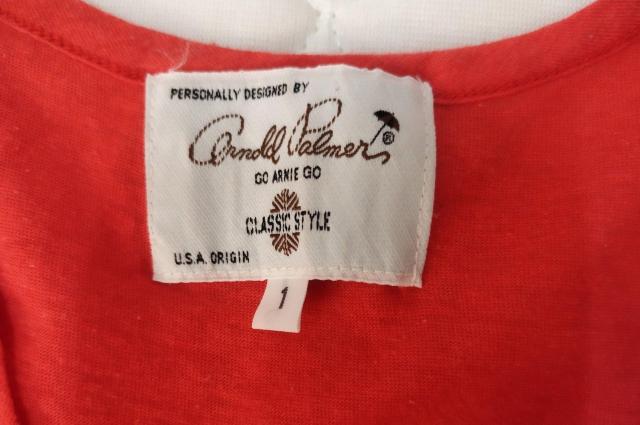 PERSONALLY DESIGNED BY
Arnold Palmer ®
GO ARNIE GO
CLASSIC STYLE
U.S.A. ORIGIN
1